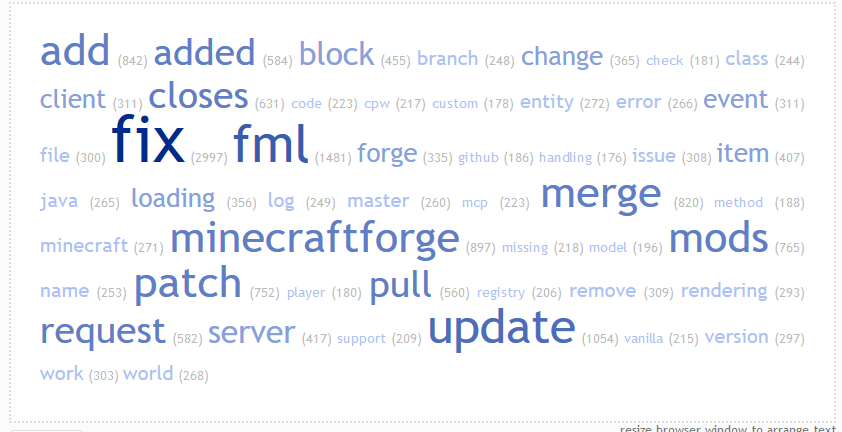 add (842) added (584) block (455) branch (248) change (365) check (181) class (244)
client (311) closes (631) code (223) cpw (217) custom (178) entity (272) error (266) event (311)
file (300) fix (2997) fml (1481) forge (335) github (186) handling (176) issue (308) item (407)
java (265) loading (356) log (249) master (260) mcp (223) merge (820) method (188)
minecraft (271) minecraftforge (897) missing (218) model (196) mods (765)
name (253) patch (752) player (180) pull (560) registry (206) remove (309) rendering (293)
request (582) server (417) support (209) update (1054) vanilla (215) version (297)
work (303) world (268)
resize browser window to arrange text